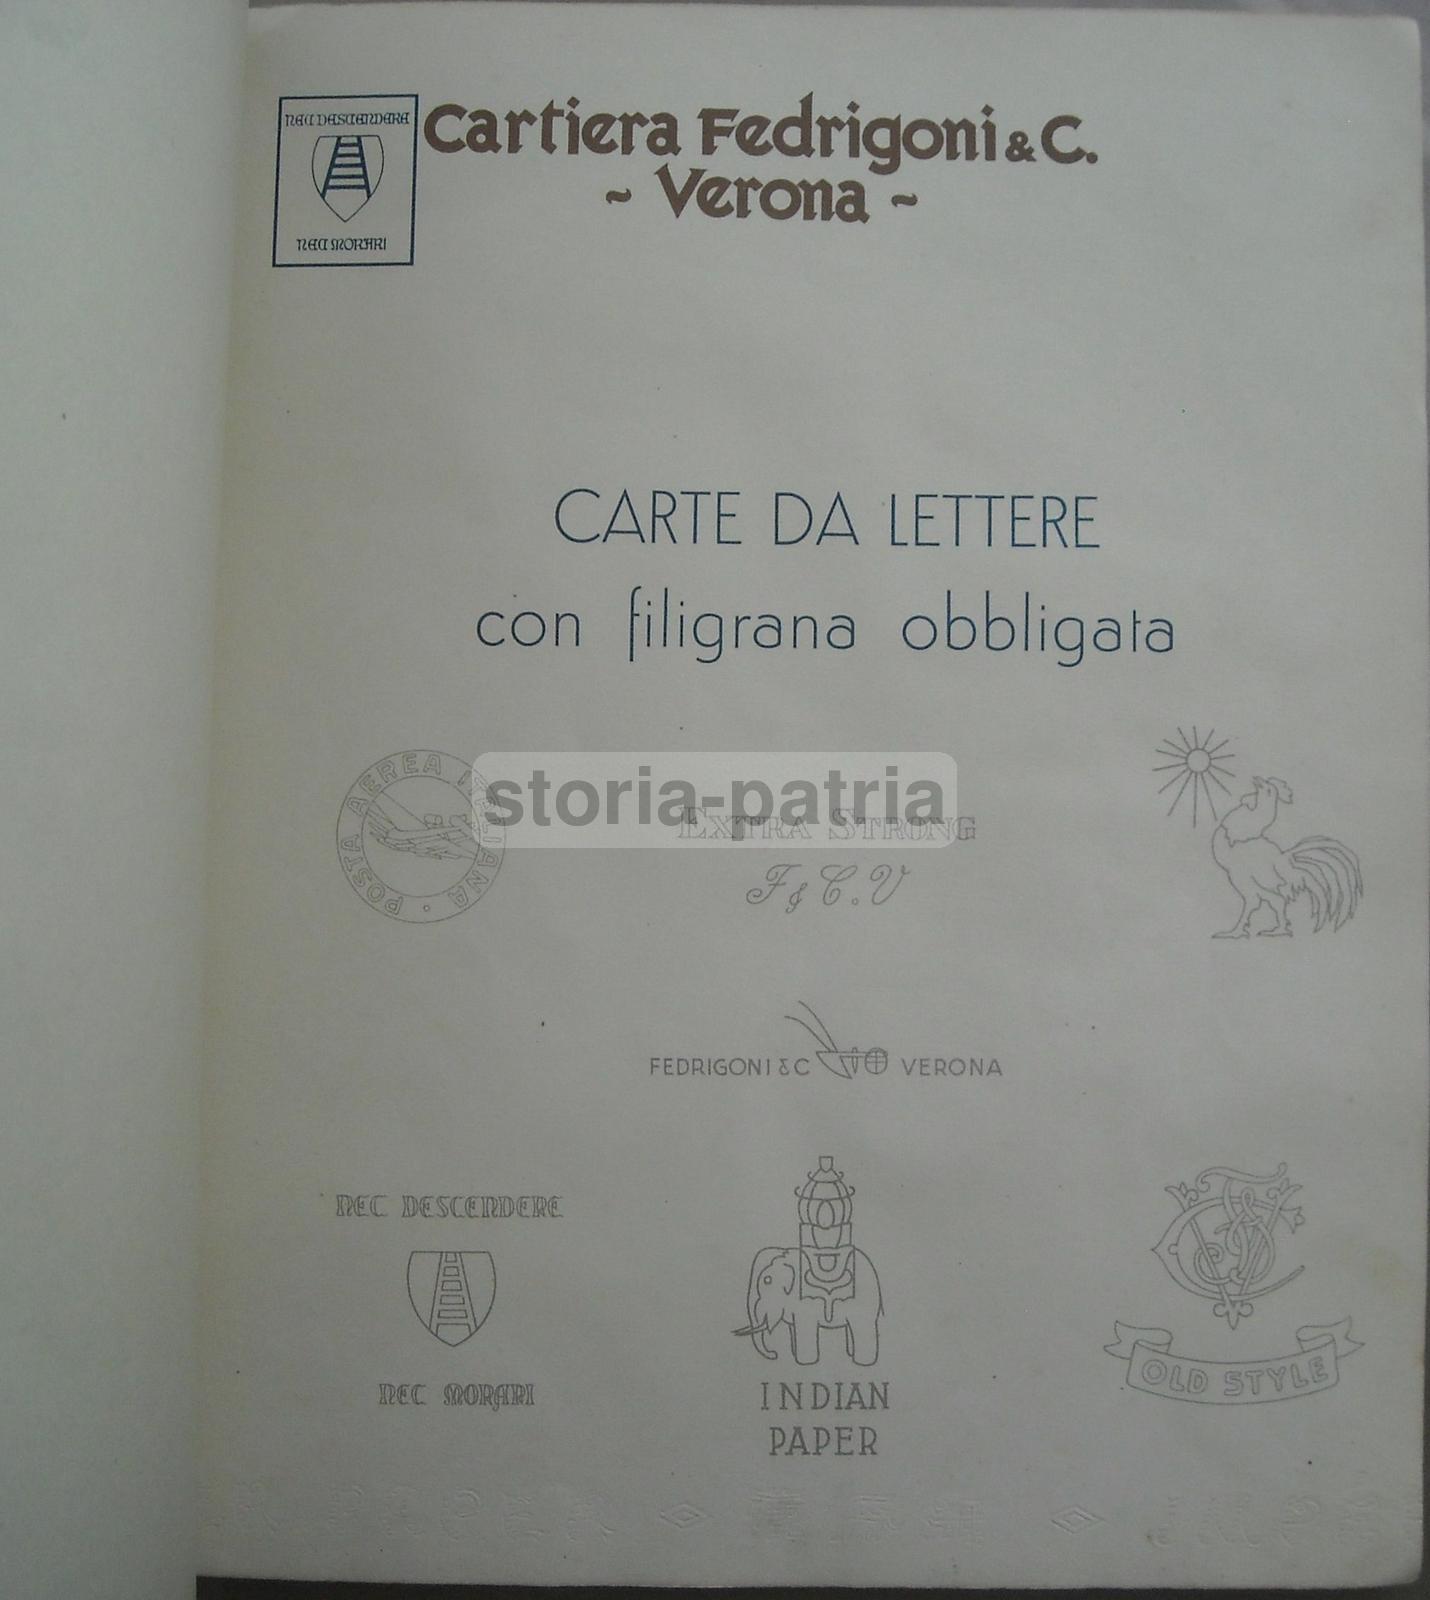 NEC DESCENDERE
NEC MORARI
Cartiera Fedrigoni & C.
~ Verona ~
CARTE DA LETTERE
con filigrana obbligata
POSTA AEREA ITALIANA
storia-patria
EXTRA STRONG
F & C. V
FEDRIGONI & C VERONA
NEC DESCENDERE
NEC MORARI
INDIAN
PAPER
OLD STYLE